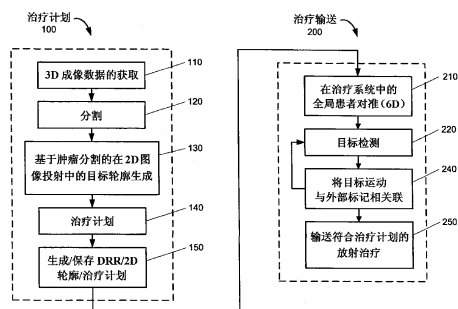 治疗计划
100
3D 成像数据的获取
110
分割
120
基于肿瘤分割的在 2D 图
像投射中的目标轮廓生成
130
治疗计划
140
生成/保存 DRR/2D
轮廓/治疗计划
150
治疗输送
200
在治疗系统中的
全局患者对准（6D）
210
目标检测
220
将目标运动
与外部标记相关联
240
输送符合治疗计划的
放射治疗
250